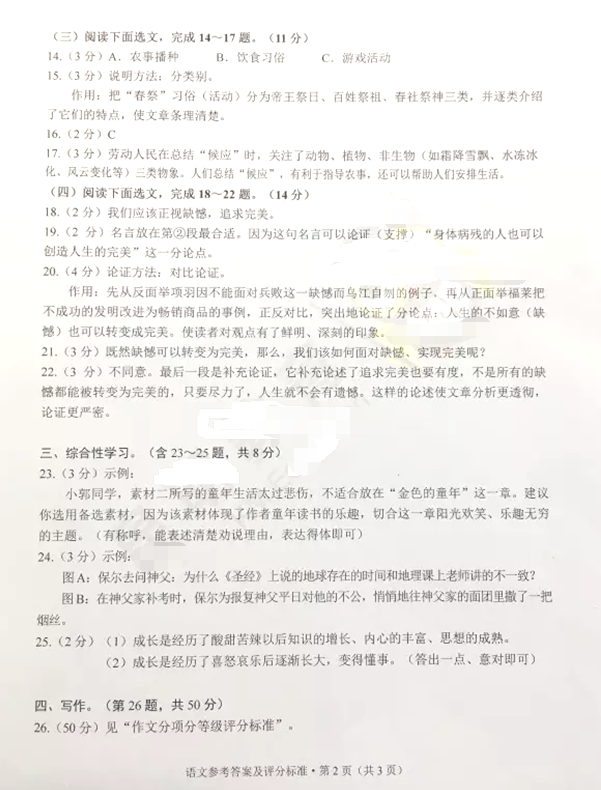 （三）阅读下面选文，完成 14～17 题。（11 分）
14.（3 分）A．农事播种 B．饮食习俗 C．游戏活动
15.（3 分）说明方法：分类别。
作用：把“春祭”习俗（活动）分为帝王祭日、百姓祭祖、春社祭神三类，并逐类介绍
了它们的特点，使文章条理清楚。
16.（2 分）C
17.（3 分）劳动人民在总结“候应”时，关注了动物、植物、非生物（如霜降雪飘、水冻冰
化、风云变化等）三类物象。人们总结“候应”，有利于指导农事，还可以帮助人们安排生活。
（四）阅读下面选文，完成 18～22 题。（14 分）
18.（2 分）我们应该正视缺憾，追求完美。
19.（2 分）名言放在第②段最合适。因为这句名言可以论证（支撑）“身体病残的人也可以
创造人生的完美”这一分论点。
20.（4 分）论证方法：对比论证。
作用：先从反面举项羽因不能面对兵败这一缺憾而乌江自刎的例子，再从正面举福莱把
不成功的发明改进为畅销商品的事例，正反对比，突出地论证了分论点：人生的不如意（缺
憾）也可以转变成完美。使读者对观点有了鲜明、深刻的印象。
21.（3 分）既然缺憾可以转变为完美，那么，我们该如何面对缺憾、实现完美呢？
22.（3 分）不同意。最后一段是补充论证，它补充论述了追求完美也要有度，不是所有的缺
憾都能被转变为完美的，只要尽力了，人生就不会有遗憾。这样的论述使文章分析更透彻，
论证更严密。
三、综合性学习。（含 23～25 题，共 8 分）
23.（3 分）示例：
小郭同学，素材二所写的童年生活太过悲伤，不适合放在“金色的童年”这一章。建议
你选用备选素材，因为该素材体现了作者童年读书的乐趣，切合这一章阳光欢笑、乐趣无穷
的主题。（有称呼，能表述清楚劝说理由，表达得体即可）
24.（3 分）示例：
图 A：保尔去问神父：为什么《圣经》上说的地球存在的时间和地理课上老师讲的不一致？
图 B：在神父家补考时，保尔为报复神父平日对他的不公，悄悄地往神父家的面团里撒了一把
烟丝。
25.（2 分）（1）成长是经历了酸甜苦辣以后知识的增长、内心的丰富、思想的成熟。
（2）成长是经历了喜怒哀乐后逐渐长大，变得懂事。（答出一点、意对即可）
四、写作。（第 26 题，共 50 分）
26.（50 分）见“作文分项分等级评分标准”。
语文参考答案及评分标准·第 2 页（共 3 页）